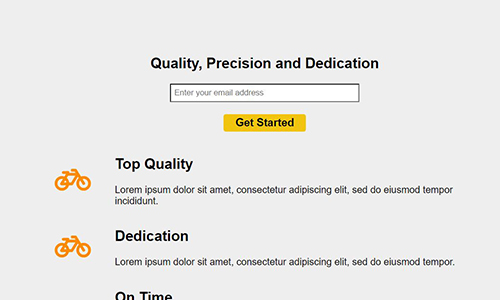 Quality, Precision and Dedication
Enter your email address
Get Started
Top Quality
Lorem ipsum dolor sit amet, consectetur adipiscing elit, sed do eiusmod tempor
incididunt.
Dedication
Lorem ipsum dolor sit amet, consectetur adipiscing elit, sed do eiusmod tempor.
On Time